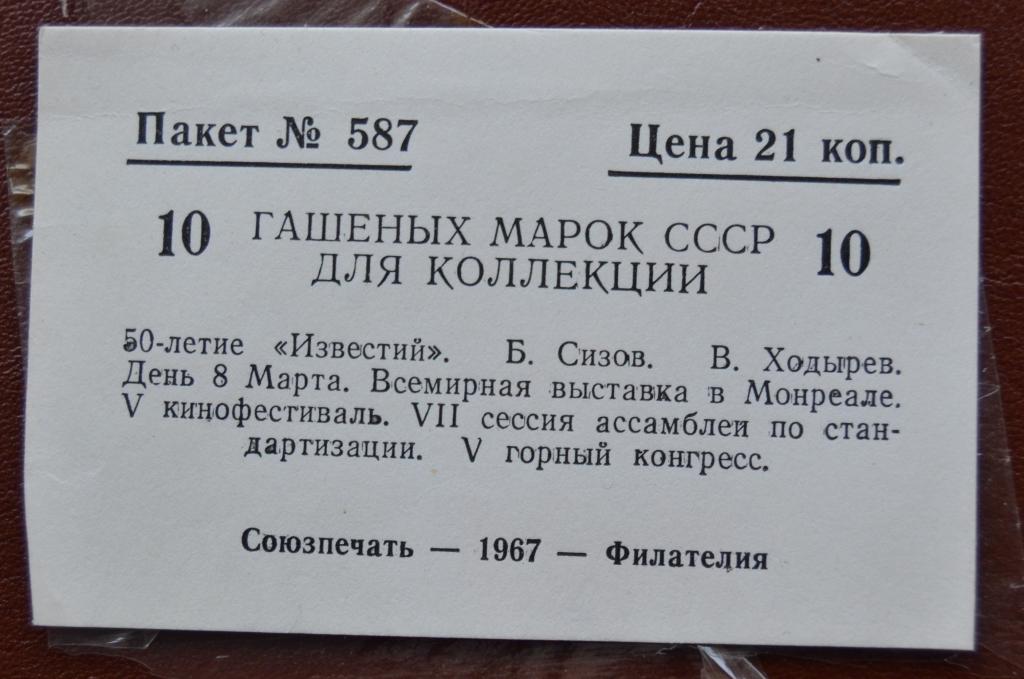 Пакет № 587 Цена 21 коп.
10 ГАШЕНЫХ МАРОК СССР 10
ДЛЯ КОЛЛЕКЦИИ
50-летие «Известий». Б. Сизов. В. Ходырев.
День 8 Марта. Всемирная выставка в Монреале.
V кинофестиваль. VII сессия ассамблеи по стан-
дартизации. V горный конгресс.
Союзпечать — 1967 — Филателия